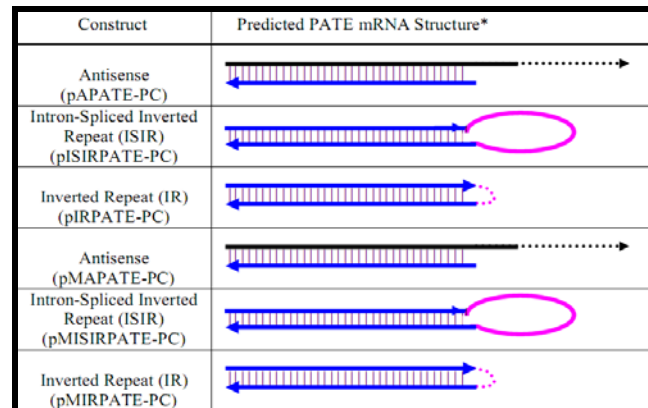 Construct
Predicted PATE mRNA Structure*
Antisense
(pAPATE-PC)
Intron-Spliced Inverted
Repeat (ISIR)
(pISIRPATE-PC)
Inverted Repeat (IR)
(pIRPATE-PC)
Antisense
(pMAPATE-PC)
Intron-Spliced Inverted
Repeat (ISIR)
(pMISIRPATE-PC)
Inverted Repeat (IR)
(pMIRPATE-PC)